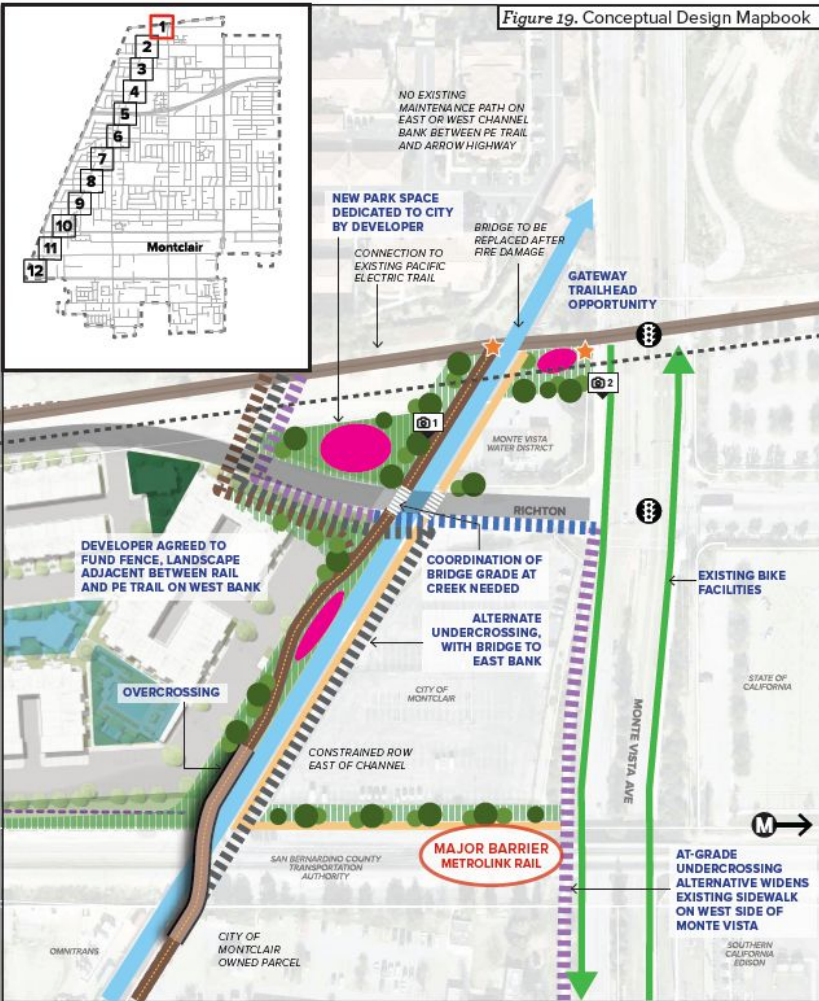 Figure 19. Conceptual Design Mapbook
1
2
3
4
5
6
7
8
9
10
11
12
Montclair
NO EXISTING
MAINTENANCE PATH ON
EAST OR WEST CHANNEL
BANK BETWEEN PE TRAIL
AND ARROW HIGHWAY
NEW PARK SPACE
DEDICATED TO CITY
BY DEVELOPER
BRIDGE TO BE
REPLACED AFTER
FIRE DAMAGE
CONNECTION TO
EXISTING PACIFIC
ELECTRIC TRAIL
GATEWAY
TRAILHEAD
OPPORTUNITY
2
1
MONTE VISTA
WATER DISTRICT
RICHTON
DEVELOPER AGREED TO
FUND FENCE, LANDSCAPE
ADJACENT BETWEEN RAIL
AND PE TRAIL ON WEST BANK
COORDINATION OF
BRIDGE GRADE AT
CREEK NEEDED
EXISTING BIKE
FACILITIES
ALTERNATE
UNDERCROSSING,
WITH BRIDGE TO
EAST BANK
OVERCROSSING
CITY OF
MONTCLAIR
STATE OF
CALIFORNIA
MONTE VISTA AVE
CONSTRAINED ROW
EAST OF CHANNEL
M
MAJOR BARRIER
METROLINK RAIL
SAN BERNARDINO COUNTY
TRANSPORTATION
AUTHORITY
AT-GRADE
UNDERCROSSING
ALTERNATIVE WIDENS
EXISTING SIDEWALK
ON WEST SIDE OF
MONTE VISTA
CITY OF
MONTCLAIR
OWNED PARCEL
OMNITRANS
SOUTHERN
CALIFORNIA
EDISON